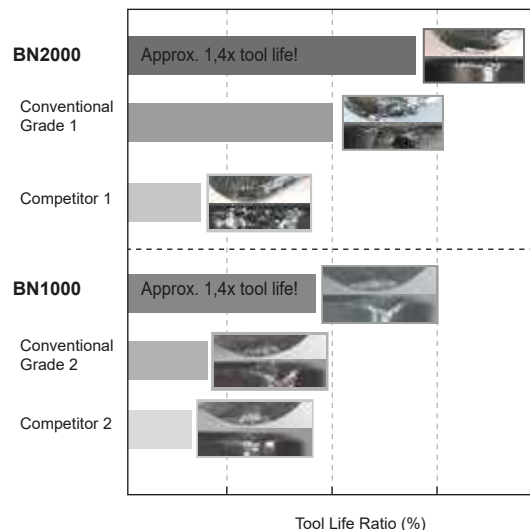 BN2000
Approx. 1,4x tool life!
Conventional
Grade 1
Competitor 1
BN1000
Approx. 1,4x tool life!
Conventional
Grade 2
Competitor 2
Tool Life Ratio (%)